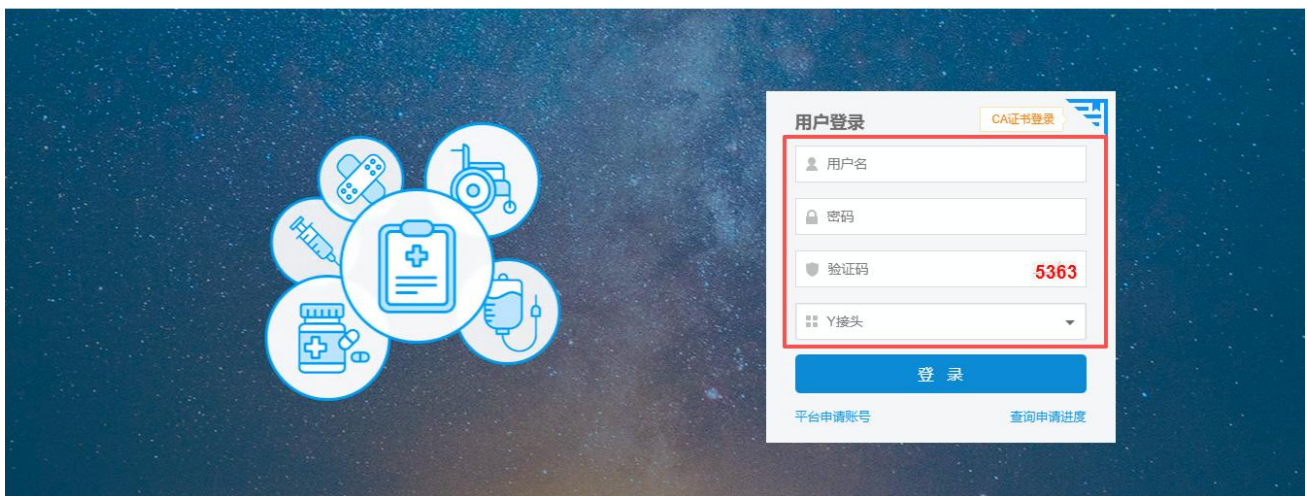 用户登录 CA证书登录
用户名
密码
验证码 5363
Y接头
登 录
平台申请账号 查询申请进度